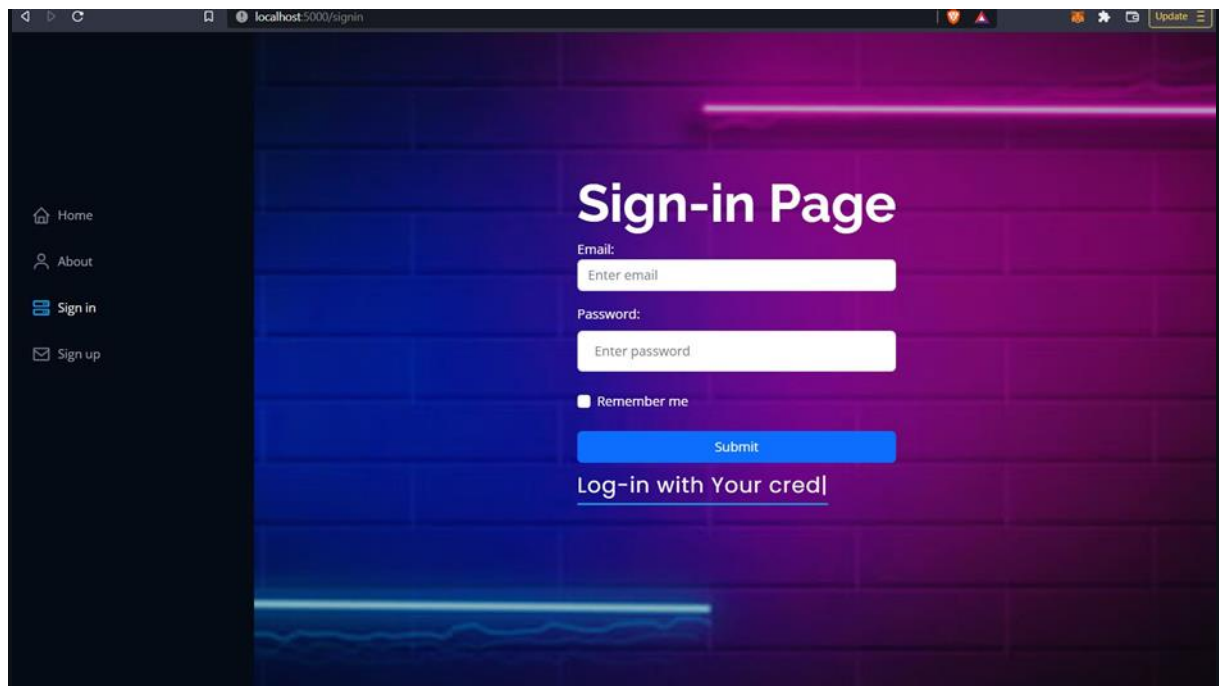 localhost:5000/signin
Update
Home
About
Sign in
Sign up
Sign-in Page
Email:
Enter email
Password:
Enter password
Remember me
Submit
Log-in with Your cred|